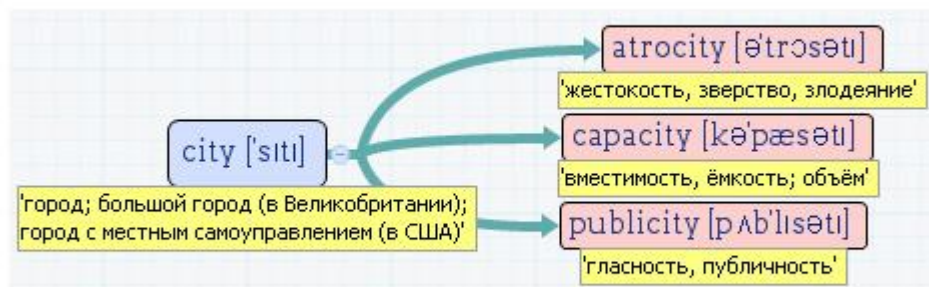 atrocity [ə'trɔsətɪ]
'жестокость, зверство, злодеяние'
city ['sɪtɪ]
'город; большой город (в Великобритании);
город с местным самоуправлением (в США)'
capacity [kə'pæsətɪ]
'вместимость, ёмкость; объём'
publicity [pʌb'lɪsətɪ]
'гласность, публичность'